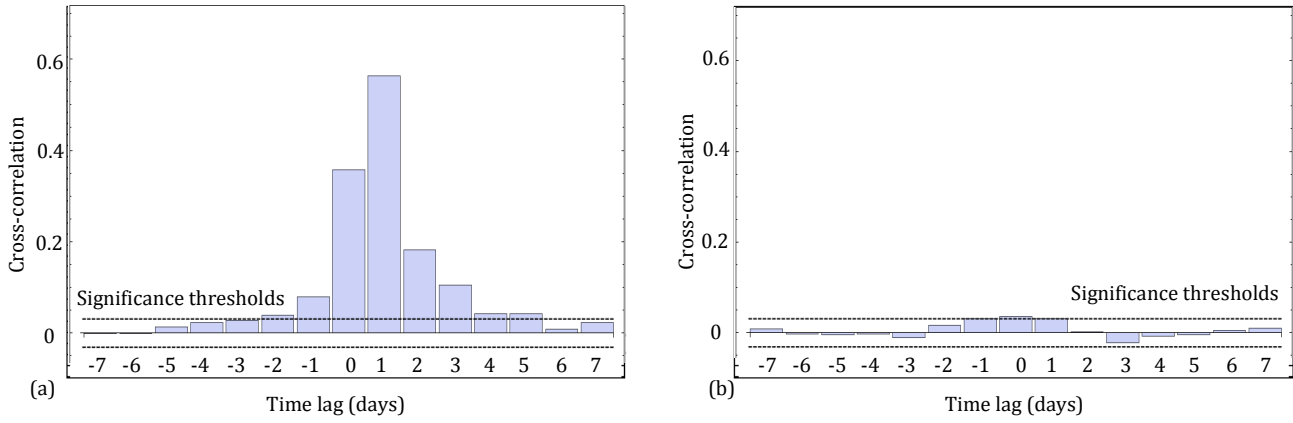 0.6
0.4
0.2
0
Cross-correlation
Significance thresholds
-7 -6 -5 -4 -3 -2 -1 0 1 2 3 4 5 6 7
Time lag (days)
(a)
0.6
0.4
0.2
0
Cross-correlation
Significance thresholds
-7 -6 -5 -4 -3 -2 -1 0 1 2 3 4 5 6 7
Time lag (days)
(b)